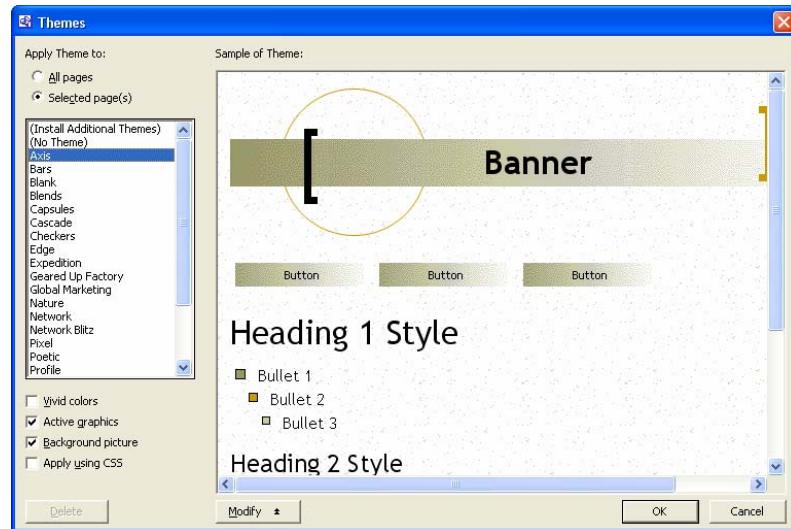 Themes
Apply Theme to:
All pages
Selected page(s)
(Install Additional Themes)
(No Theme)
Axis
Bars
Blank
Blends
Capsules
Cascade
Checkers
Edge
Expedition
Geared Up Factory
Global Marketing
Nature
Network
Network Blitz
Pixel
Poetic
Profile
Vivid colors
Active graphics
Background picture
Apply using CSS
Delete
Sample of Theme:
Banner
Button Button Button
Heading 1 Style
Bullet 1
Bullet 2
Bullet 3
Heading 2 Style
Modify
OK Cancel